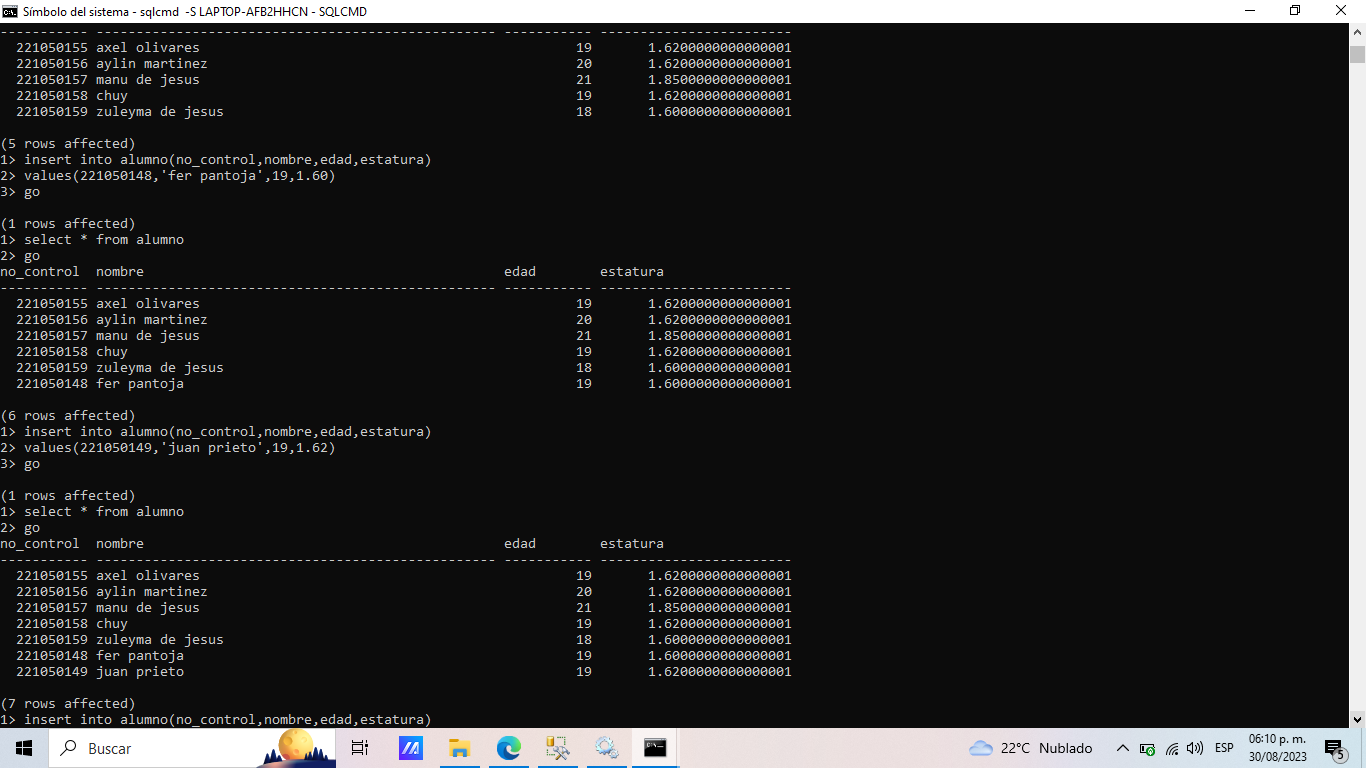 Símbolo del sistema - sqlcmd -S LAPTOP-AFB2HHCN - SQLCMD
----------- -------------------------------------------------- ----------- ------------------------
  221050155 axel olivares                                               19       1.6200000000000001
  221050156 aylin martinez                                              20       1.6200000000000001
  221050157 manu de jesus                                               21       1.8500000000000001
  221050158 chuy                                                        19       1.6200000000000001
  221050159 zuleyma de jesus                                            18       1.6000000000000001
(5 rows affected)
1> insert into alumno(no_control,nombre,edad,estatura)
2> values(221050148,'fer pantoja',19,1.60)
3> go
(1 rows affected)
1> select * from alumno
2> go
no_control  nombre                                             edad        estatura
----------- -------------------------------------------------- ----------- ------------------------
  221050155 axel olivares                                               19       1.6200000000000001
  221050156 aylin martinez                                              20       1.6200000000000001
  221050157 manu de jesus                                               21       1.8500000000000001
  221050158 chuy                                                        19       1.6200000000000001
  221050159 zuleyma de jesus                                            18       1.6000000000000001
  221050148 fer pantoja                                                 19       1.6000000000000001
(6 rows affected)
1> insert into alumno(no_control,nombre,edad,estatura)
2> values(221050149,'juan prieto',19,1.62)
3> go
(1 rows affected)
1> select * from alumno
2> go
no_control  nombre                                             edad        estatura
----------- -------------------------------------------------- ----------- ------------------------
  221050155 axel olivares                                               19       1.6200000000000001
  221050156 aylin martinez                                              20       1.6200000000000001
  221050157 manu de jesus                                               21       1.8500000000000001
  221050158 chuy                                                        19       1.6200000000000001
  221050159 zuleyma de jesus                                            18       1.6000000000000001
  221050148 fer pantoja                                                 19       1.6000000000000001
  221050149 juan prieto                                                 19       1.6200000000000001
(7 rows affected)
1> insert into alumno(no_control,nombre,edad,estatura)
Buscar
22°C Nublado
ESP
06:10 p. m.
30/08/2023
5